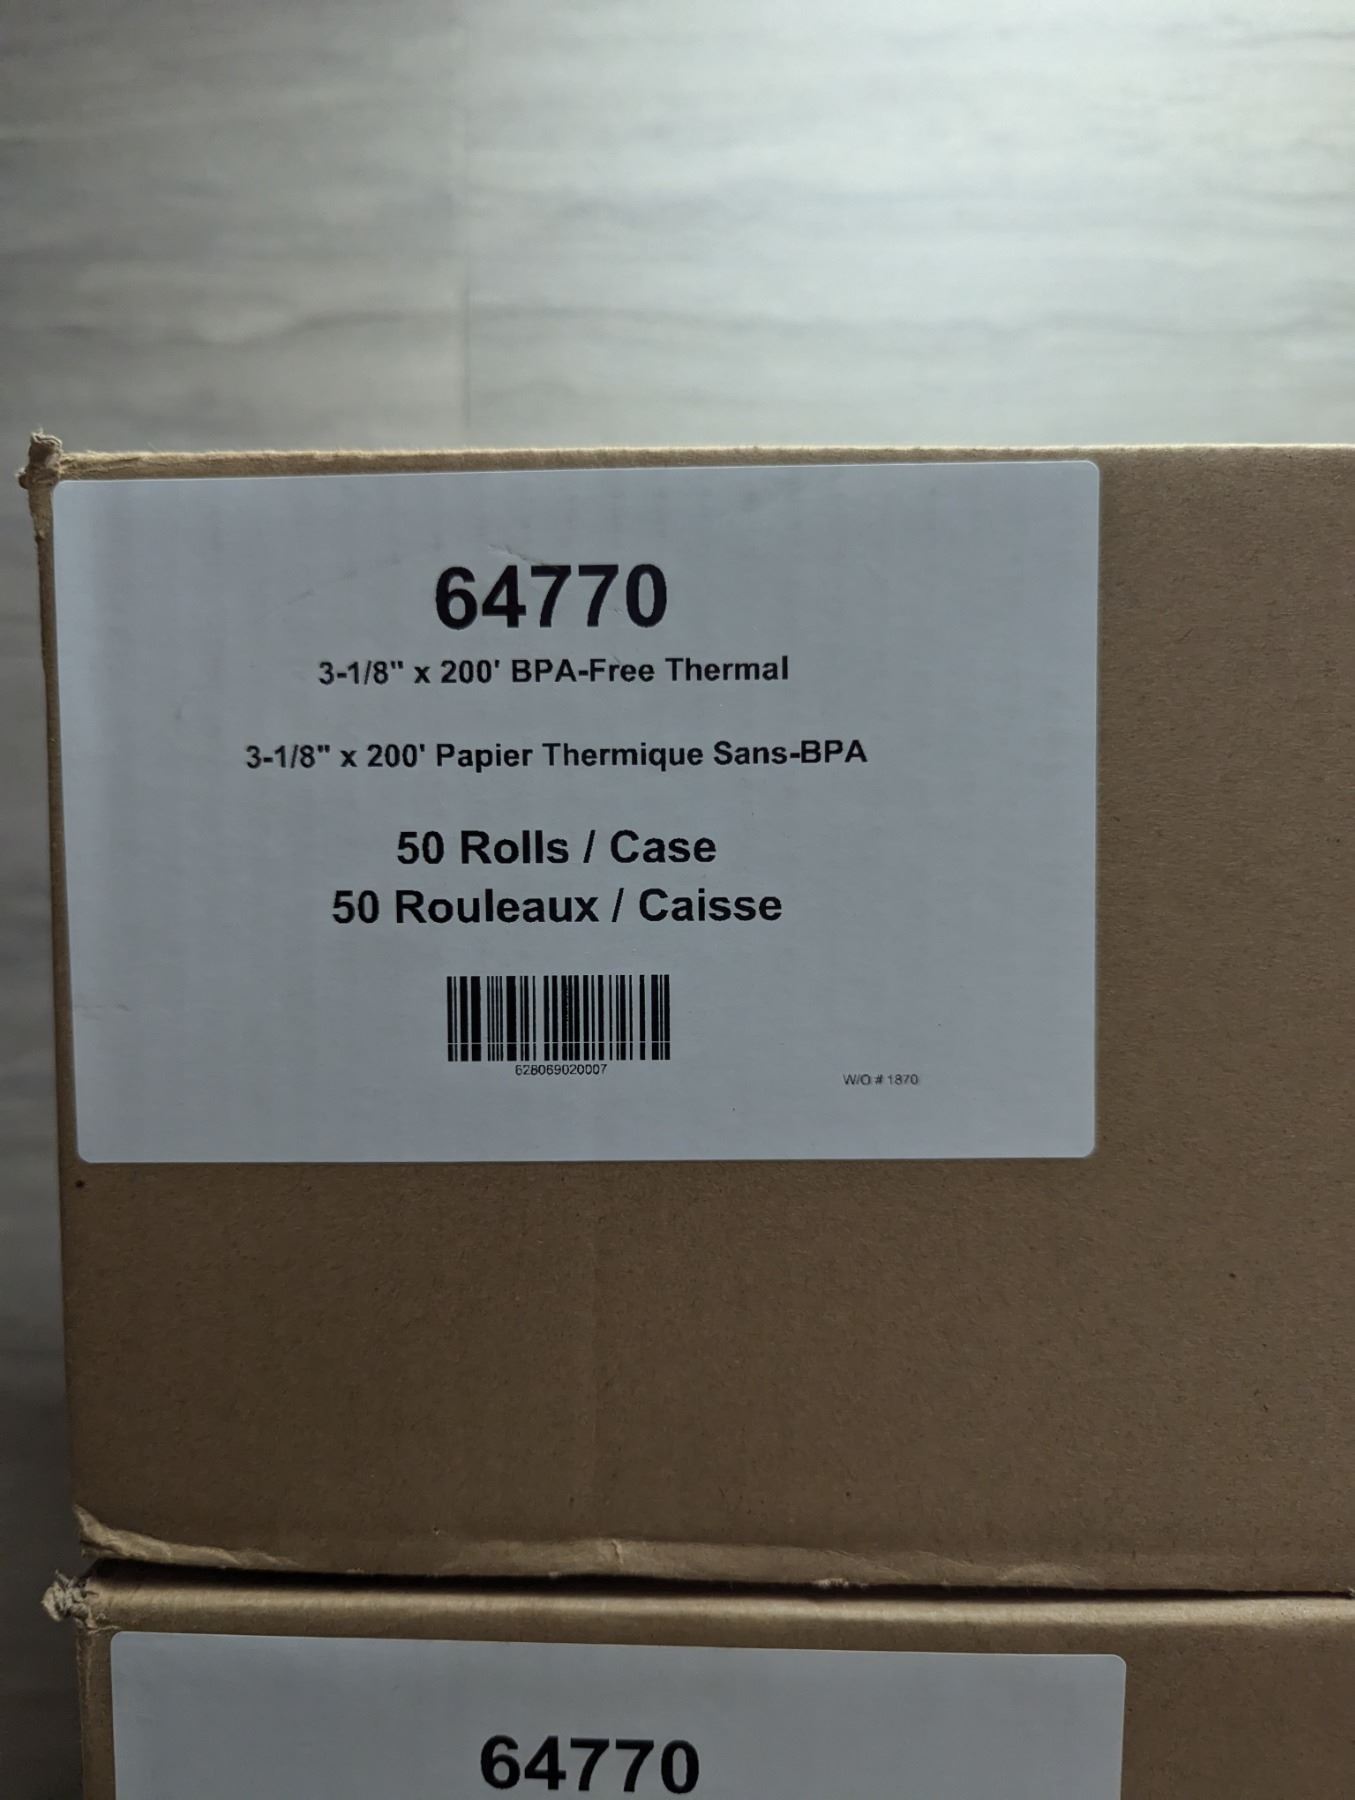 64770
3-1/8" x 200' BPA-Free Thermal
3-1/8" x 200' Papier Thermique Sans-BPA
50 Rolls / Case
50 Rouleaux / Caisse
628069020007
W/O # 1870
64770